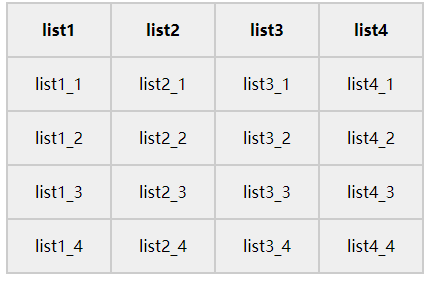 list1 list2 list3 list4
list1_1 list2_1 list3_1 list4_1
list1_2 list2_2 list3_2 list4_2
list1_3 list2_3 list3_3 list4_3
list1_4 list2_4 list3_4 list4_4